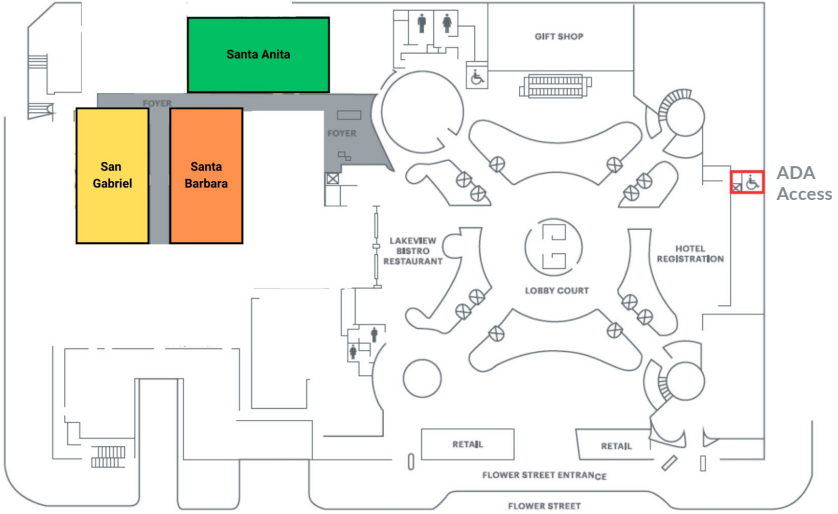 Santa Anita
GIFT SHOP
FOYER
FOYER
San
Gabriel
Santa
Barbara
ADA
Access
LAKEVIEW
BISTRO
RESTAURANT
HOTEL
REGISTRATION
LOBBY COURT
RETAIL
RETAIL
FLOWER STREET ENTRANCE
FLOWER STREET